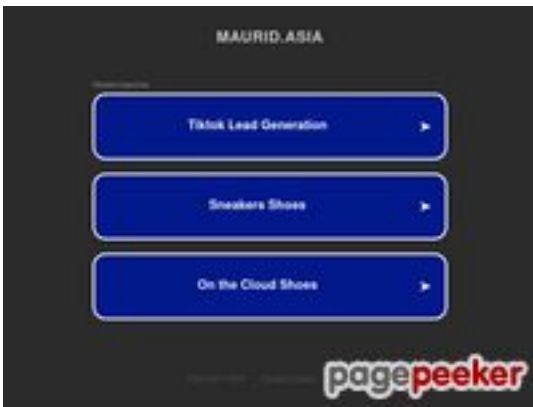 MAURID.ASIA
Tiktok Lead Generation
Sneakers Shoes
On the Cloud Shoes
pagepeeker